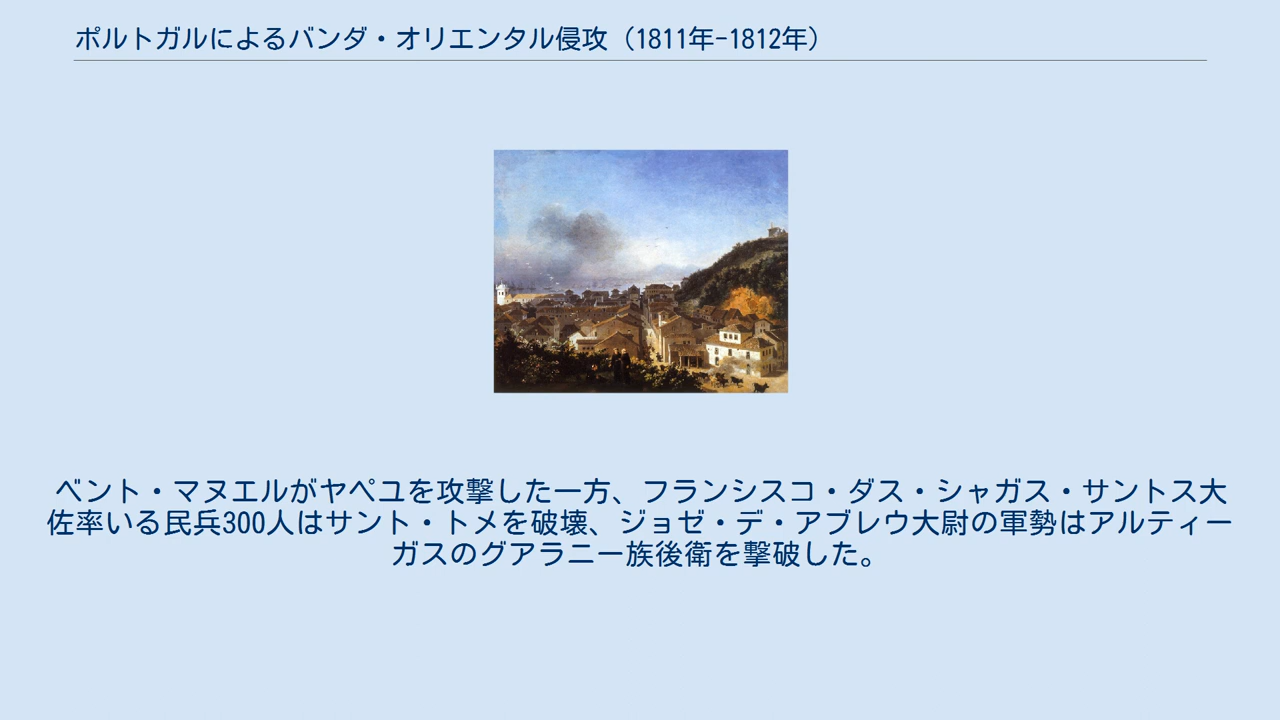 ポルトガルによるバンダ・オリエンタル侵攻（1811年-1812年）
ベント・マヌエルがヤペユを攻撃した一方、フランシスコ・ダス・シャガス・サントス大
佐率いる民兵300人はサント・トメを破壊、ジョゼ・デ・アブレウ大尉の軍勢はアルティー
ガスのグアラニー族後衛を撃破した。